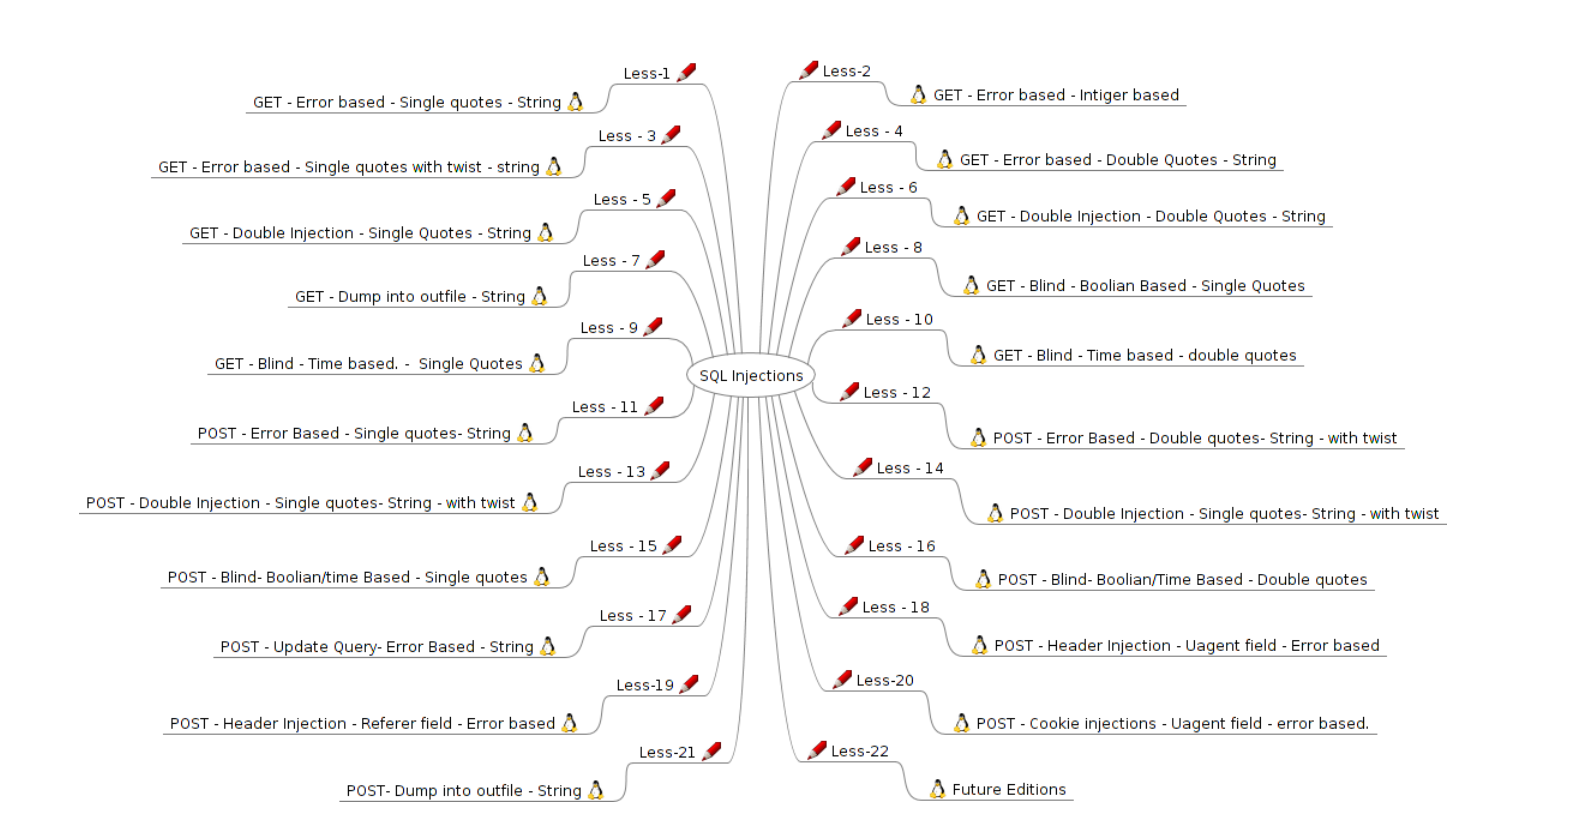 Less-1
GET - Error based - Single quotes - String
Less - 3
GET - Error based - Single quotes with twist - string
Less - 5
GET - Double Injection - Single Quotes - String
Less - 7
GET - Dump into outfile - String
Less - 9
GET - Blind - Time based. -  Single Quotes
Less - 11
POST - Error Based - Single quotes- String
Less - 13
POST - Double Injection - Single quotes- String - with twist
Less - 15
POST - Blind- Boolian/time Based - Single quotes
Less - 17
POST - Update Query- Error Based - String
Less-19
POST - Header Injection - Referer field - Error based
Less-21
POST- Dump into outfile - String
SQL Injections
Less-2
GET - Error based - Intiger based
Less - 4
GET - Error based - Double Quotes - String
Less - 6
GET - Double Injection - Double Quotes - String
Less - 8
GET - Blind - Boolian Based - Single Quotes
Less - 10
GET - Blind - Time based - double quotes
Less - 12
POST - Error Based - Double quotes- String - with twist
Less - 14
POST - Double Injection - Single quotes- String - with twist
Less - 16
POST - Blind- Boolian/Time Based - Double quotes
Less - 18
POST - Header Injection - Uagent field - Error based
Less-20
POST - Cookie injections - Uagent field - error based.
Less-22
Future Editions